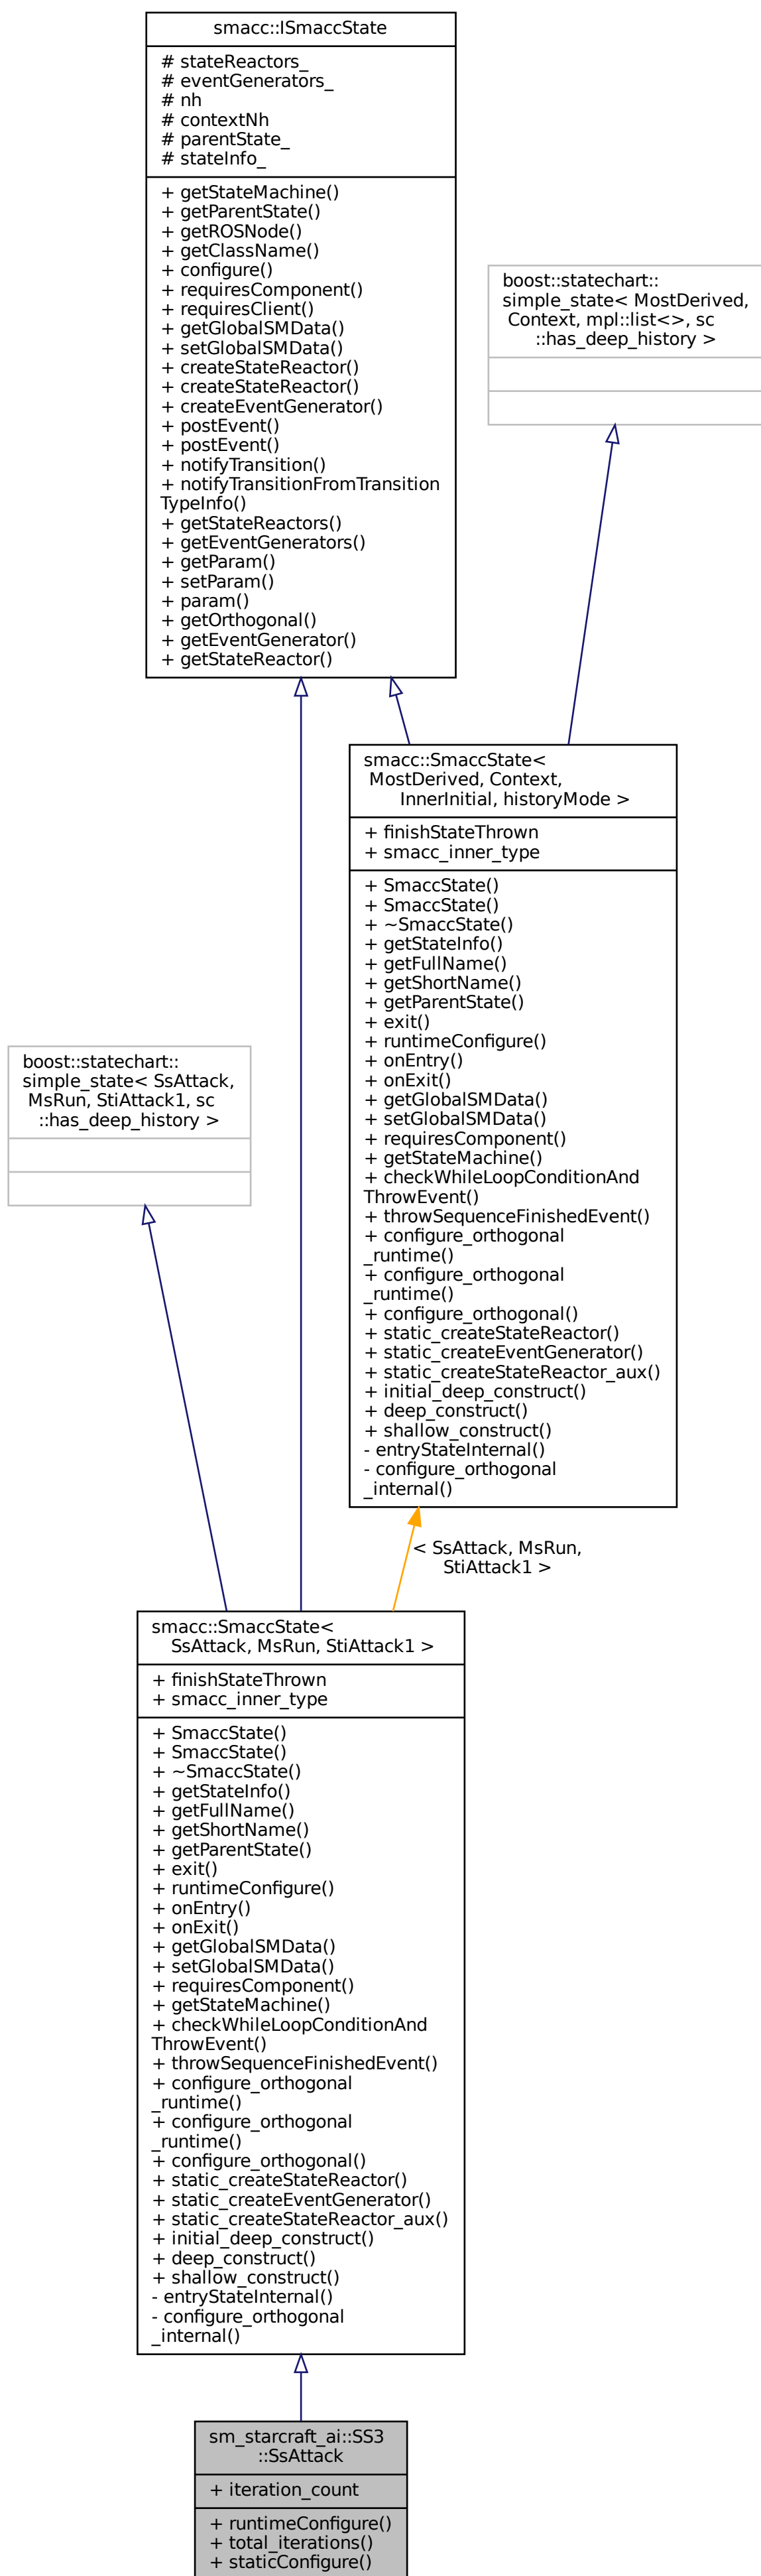 smacc::ISmaccState
# stateReactors_
# eventGenerators_
# nh
# contextNh
# parentState_
# stateInfo_
+ getStateMachine()
+ getParentState()
+ getROSNode()
+ getClassName()
+ configure()
+ requiresComponent()
+ requiresClient()
+ getGlobalSMData()
+ setGlobalSMData()
+ createStateReactor()
+ createStateReactor()
+ createEventGenerator()
+ postEvent()
+ postEvent()
+ notifyTransition()
+ notifyTransitionFromTransition
TypeInfo()
+ getStateReactors()
+ getEventGenerators()
+ getParam()
+ setParam()
+ param()
+ getOrthogonal()
+ getEventGenerator()
+ getStateReactor()
boost::statechart::
simple_state< MostDerived,
Context, mpl::list<>, sc
::has_deep_history >
smacc::SmaccState<
MostDerived, Context,
InnerInitial, historyMode >
+ finishStateThrown
+ smacc_inner_type
+ SmaccState()
+ SmaccState()
+ ~SmaccState()
+ getStateInfo()
+ getFullName()
+ getShortName()
+ getParentState()
+ exit()
+ runtimeConfigure()
+ onEntry()
+ onExit()
+ getGlobalSMData()
+ setGlobalSMData()
+ requiresComponent()
+ getStateMachine()
+ checkWhileLoopConditionAnd
ThrowEvent()
+ throwSequenceFinishedEvent()
+ configure_orthogonal
_runtime()
+ configure_orthogonal
_runtime()
+ configure_orthogonal()
+ static_createStateReactor()
+ static_createEventGenerator()
+ static_createStateReactor_aux()
+ initial_deep_construct()
+ deep_construct()
+ shallow_construct()
- entryStateInternal()
- configure_orthogonal
_internal()
boost::statechart::
simple_state< SsAttack,
MsRun, StiAttack1, sc
::has_deep_history >
< SsAttack, MsRun,
StiAttack1 >
smacc::SmaccState<
SsAttack, MsRun, StiAttack1 >
+ finishStateThrown
+ smacc_inner_type
+ SmaccState()
+ SmaccState()
+ ~SmaccState()
+ getStateInfo()
+ getFullName()
+ getShortName()
+ getParentState()
+ exit()
+ runtimeConfigure()
+ onEntry()
+ onExit()
+ getGlobalSMData()
+ setGlobalSMData()
+ requiresComponent()
+ getStateMachine()
+ checkWhileLoopConditionAnd
ThrowEvent()
+ throwSequenceFinishedEvent()
+ configure_orthogonal
_runtime()
+ configure_orthogonal
_runtime()
+ configure_orthogonal()
+ static_createStateReactor()
+ static_createEventGenerator()
+ static_createStateReactor_aux()
+ initial_deep_construct()
+ deep_construct()
+ shallow_construct()
- entryStateInternal()
- configure_orthogonal
_internal()
sm_starcraft_ai::SS3
::SsAttack
+ iteration_count
+ runtimeConfigure()
+ total_iterations()
+ staticConfigure()